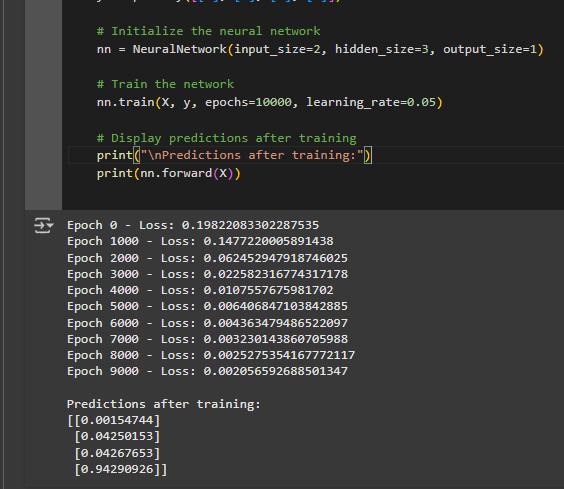 # Initialize the neural network
nn = NeuralNetwork(input_size=2, hidden_size=3, output_size=1)
# Train the network
nn.train(X, y, epochs=10000, learning_rate=0.05)
# Display predictions after training
print("\nPredictions after training:")
print(nn.forward(X))
Epoch 0 - Loss: 0.19822083302287535
Epoch 1000 - Loss: 0.1477220005891438
Epoch 2000 - Loss: 0.062452947918746025
Epoch 3000 - Loss: 0.022582316774317178
Epoch 4000 - Loss: 0.0107557675981702
Epoch 5000 - Loss: 0.006406847103842885
Epoch 6000 - Loss: 0.004363479486522097
Epoch 7000 - Loss: 0.003230143860705988
Epoch 8000 - Loss: 0.0025275354167772117
Epoch 9000 - Loss: 0.002056592688501347
Predictions after training:
[[0.00154744]
[0.04250153]
[0.04267653]
[0.94290926]]